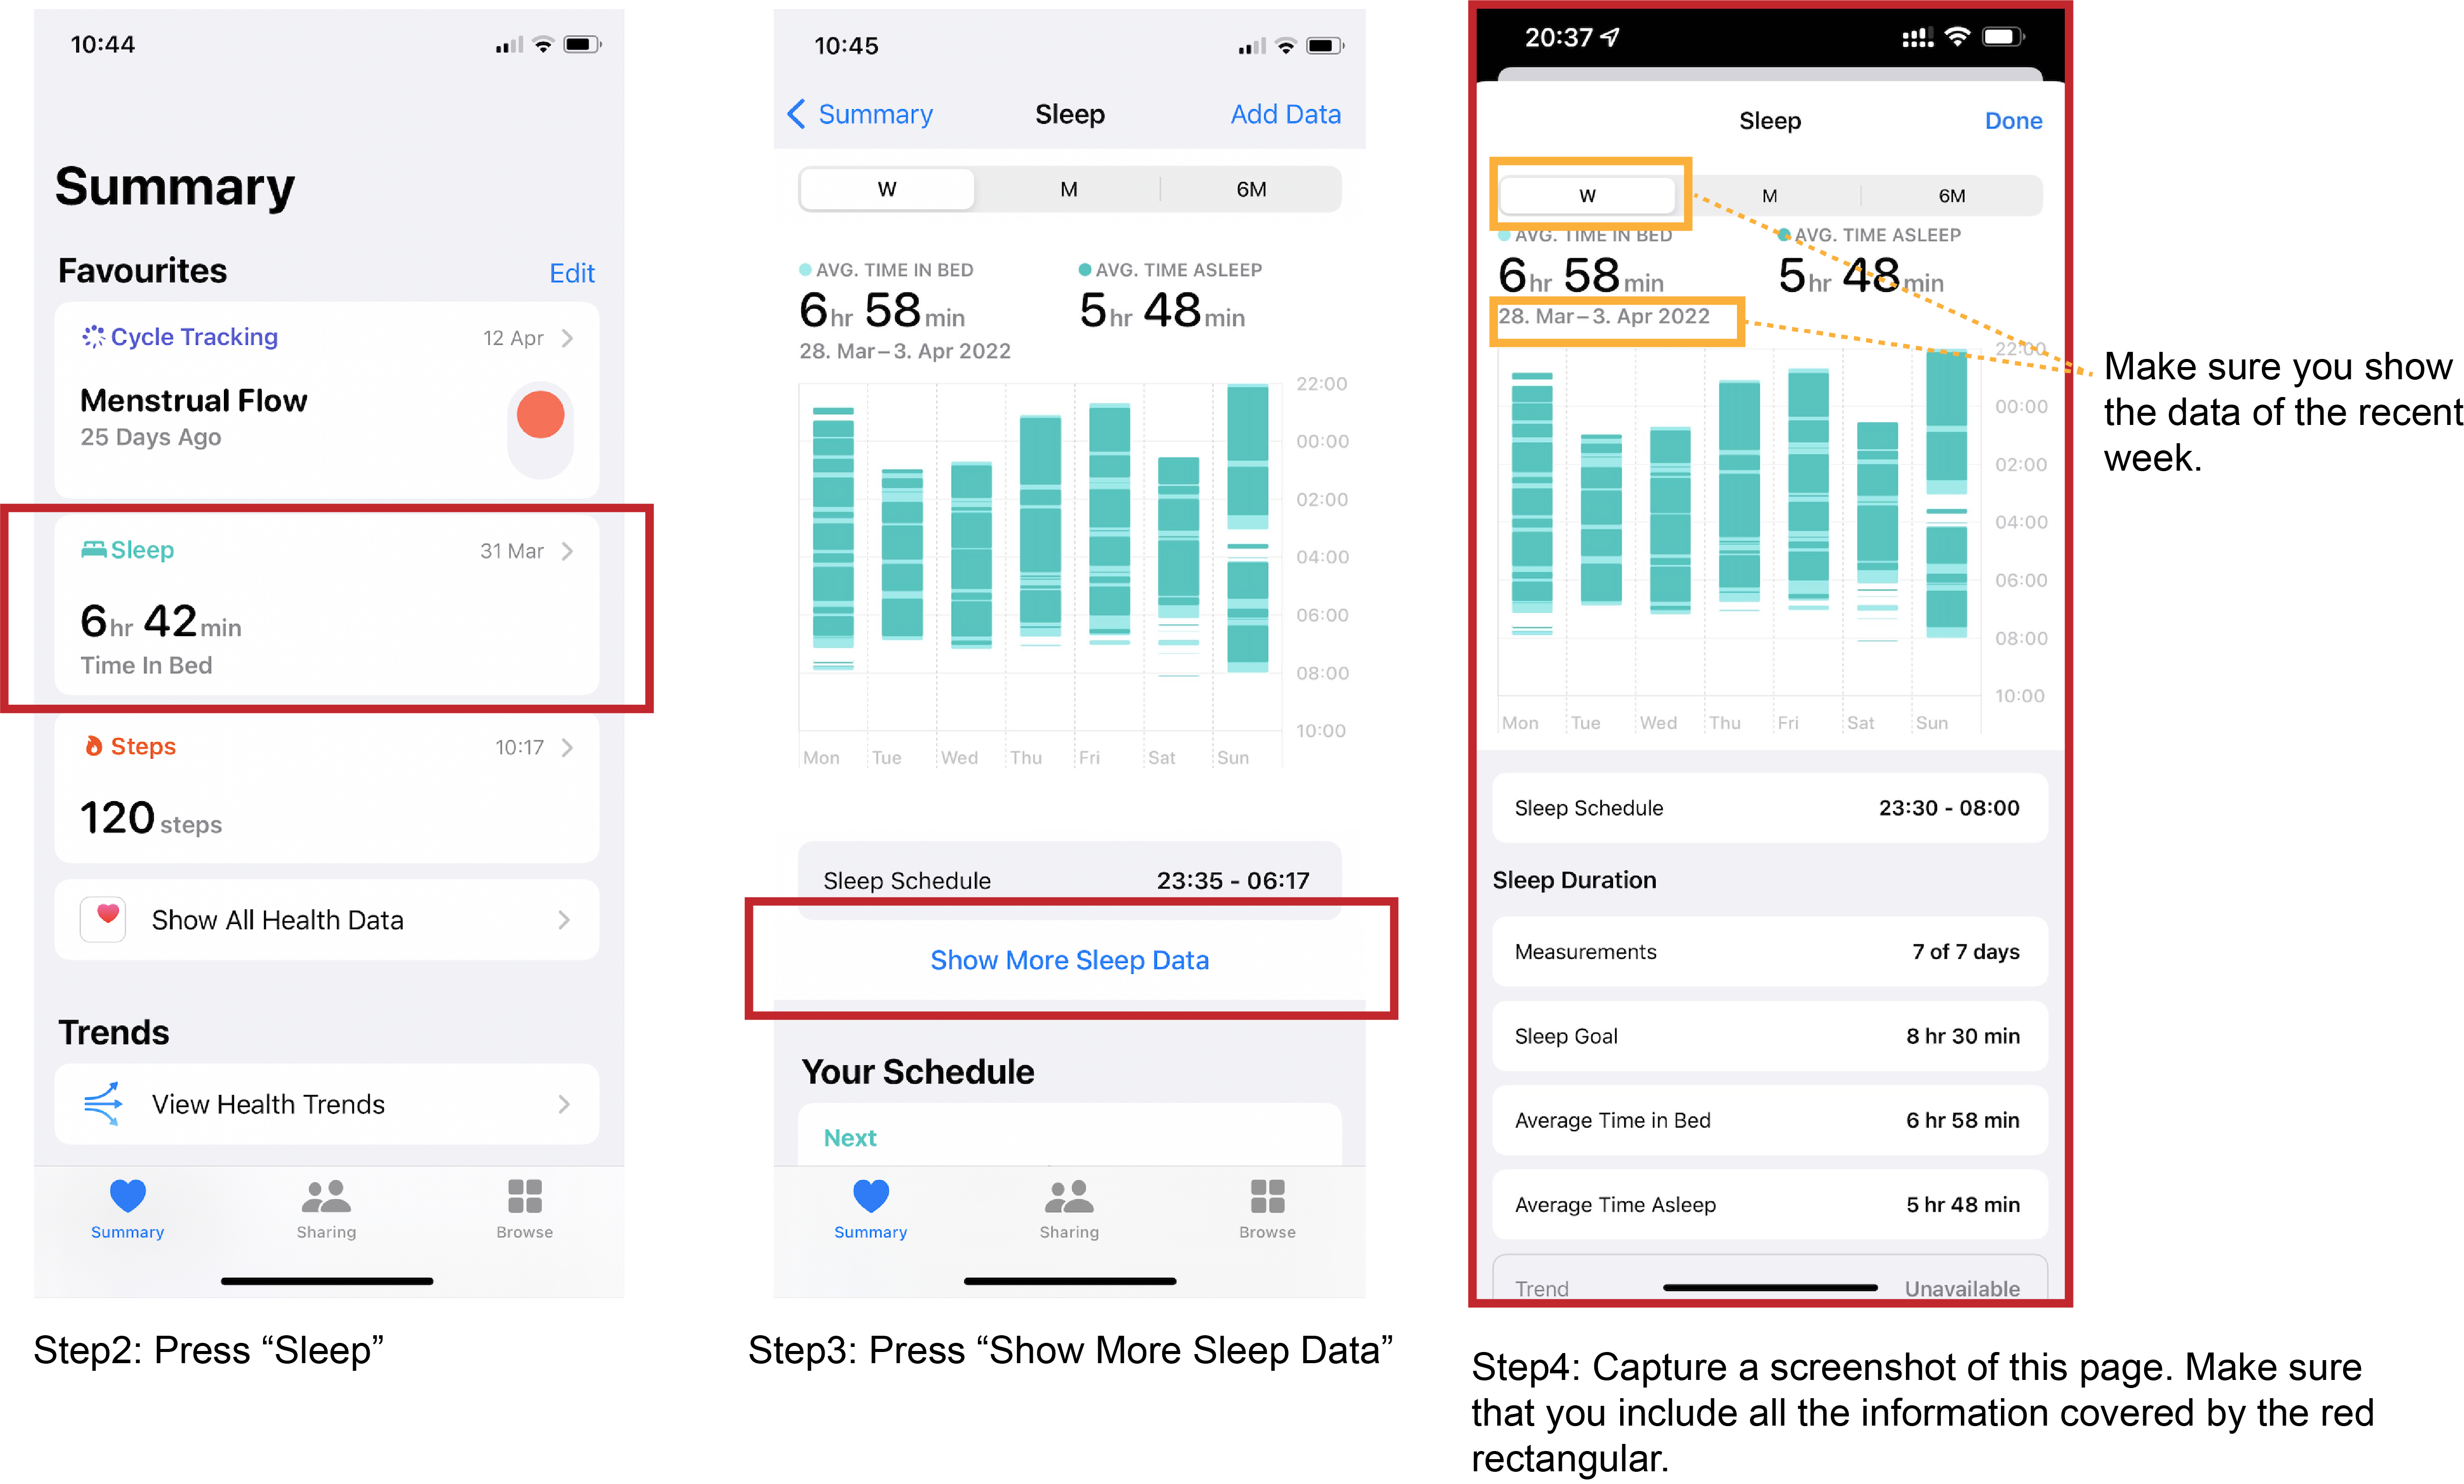 10:44
Summary
Favourites Edit
Cycle Tracking 12 Apr
Menstrual Flow
25 Days Ago
Sleep 31 Mar
6 hr 42 min
Time In Bed
Steps 10:17
120 steps
Show All Health Data
Trends
View Health Trends
Summary Sharing Browse
Step2: Press “Sleep”
10:45
Summary Sleep Add Data
W M 6M
AVG. TIME IN BED AVG. TIME ASLEEP
6 hr 58 min 5 hr 48 min
28. Mar – 3. Apr 2022
22:00
00:00
02:00
04:00
06:00
08:00
10:00
Mon Tue Wed Thu Fri Sat Sun
Sleep Schedule 23:35 - 06:17
Show More Sleep Data
Your Schedule
Next
Summary Sharing Browse
Step3: Press “Show More Sleep Data”
20:37
Sleep Done
W M 6M
AVG. TIME IN BED AVG. TIME ASLEEP
6 hr 58 min 5 hr 48 min
28. Mar – 3. Apr 2022
22:00
00:00
02:00
04:00
06:00
08:00
10:00
Mon Tue Wed Thu Fri Sat Sun
Sleep Schedule 23:30 - 08:00
Sleep Duration
Measurements 7 of 7 days
Sleep Goal 8 hr 30 min
Average Time in Bed 6 hr 58 min
Average Time Asleep 5 hr 48 min
Trend Unavailable
Make sure you show
the data of the recent
week.
Step4: Capture a screenshot of this page. Make sure
that you include all the information covered by the red
rectangular.